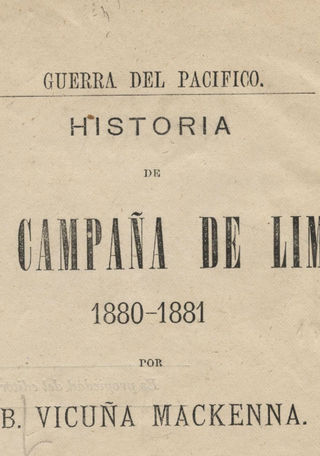 GUERRA DEL PACIFICO.
HISTORIA
DE
CAMPAÑA DE LIM
1880-1881
POR
B. VICUÑA MACKENNA.